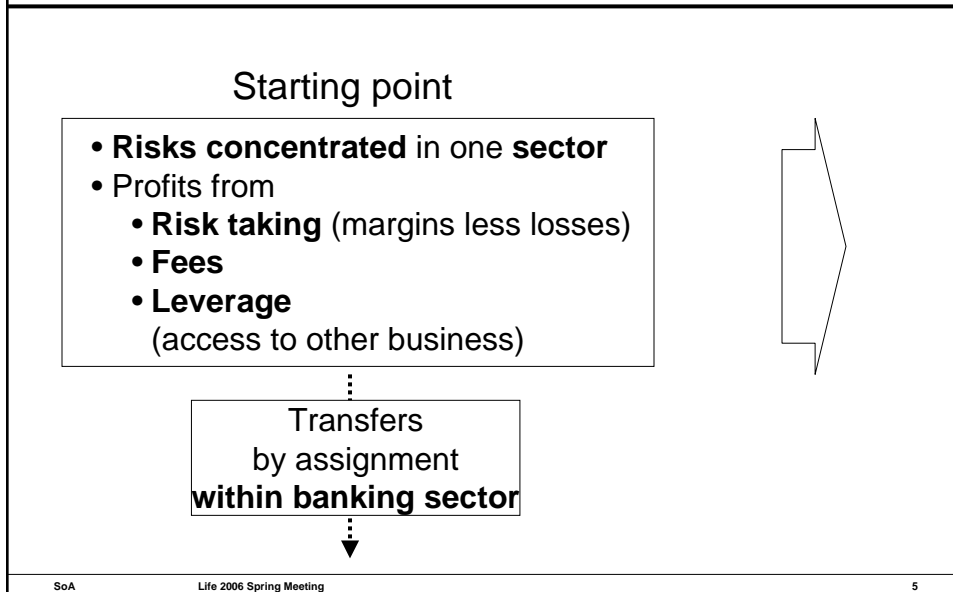 Starting point
• Risks concentrated in one sector
• Profits from
• Risk taking (margins less losses)
• Fees
• Leverage
(access to other business)
Transfers
by assignment
within banking sector
SoA Life 2006 Spring Meeting 5